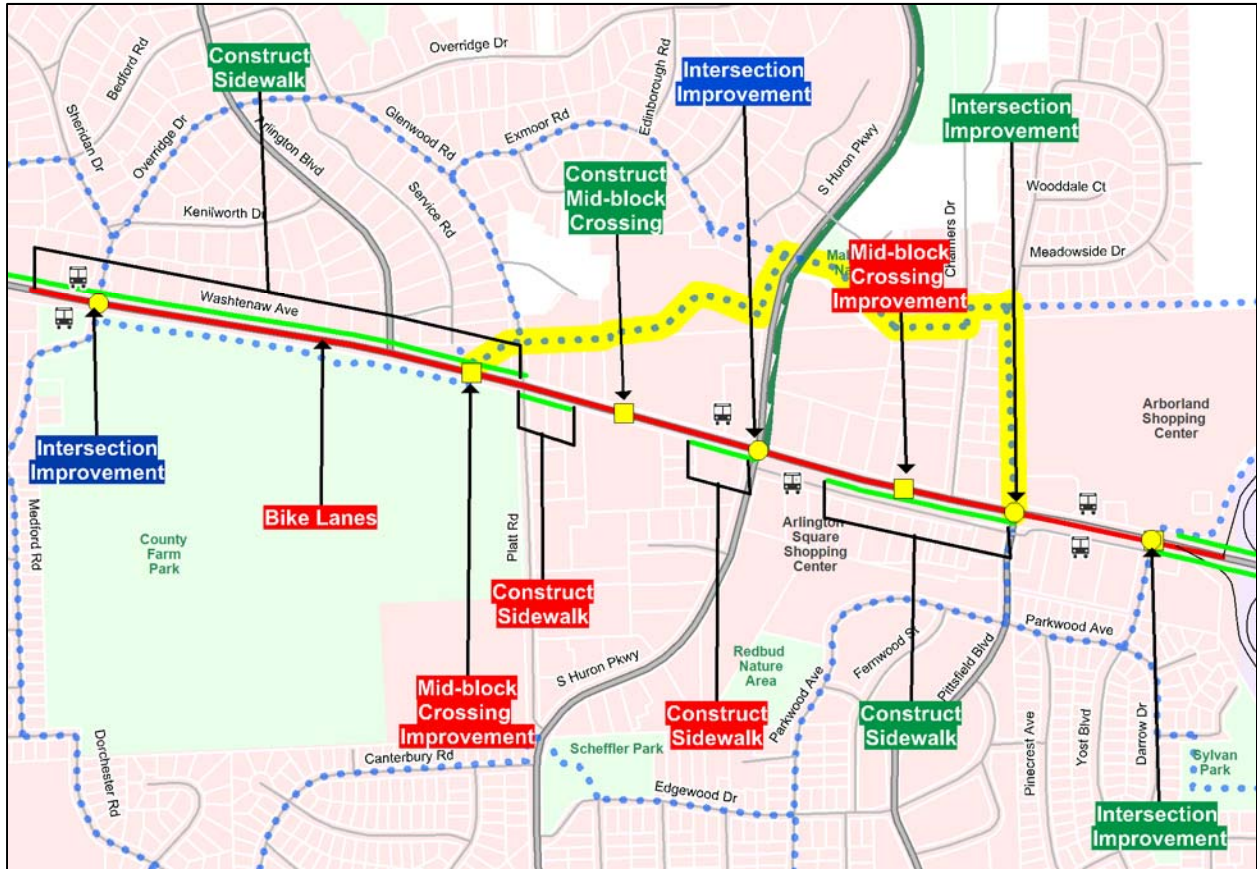 Construct
Sidewalk
Overridge Dr
Bedford Rd
Sheridan Dr
Overridge Dr
Arlington Blvd
Glenwood Rd
Exmoor Rd
Edinborough Rd
Intersection
Improvement
S Huron Pkwy
Intersection
Improvement
Construct
Mid-block
Crossing
Kenilworth Dr
Service Rd
Wooddale Ct
Meadowside Dr
Chalmers Dr
Mid-block
Crossing
Improvement
Washtenaw Ave
Arborland
Shopping
Center
Intersection
Improvement
Bike Lanes
Medford Rd
County
Farm
Park
Platt Rd
Construct
Sidewalk
Arlington
Square
Shopping
Center
Redbud
Nature
Area
Parkwood Ave
Fernwood St
Pittsfield Blvd
Parkwood Ave
S Huron Pkwy
Mid-block
Crossing
Improvement
Construct
Sidewalk
Construct
Sidewalk
Pinecrest Ave
Yost Blvd
Darrow Dr
Sylvan
Park
Dorchester Rd
Canterbury Rd
Scheffler Park
Edgewood Dr
Intersection
Improvement